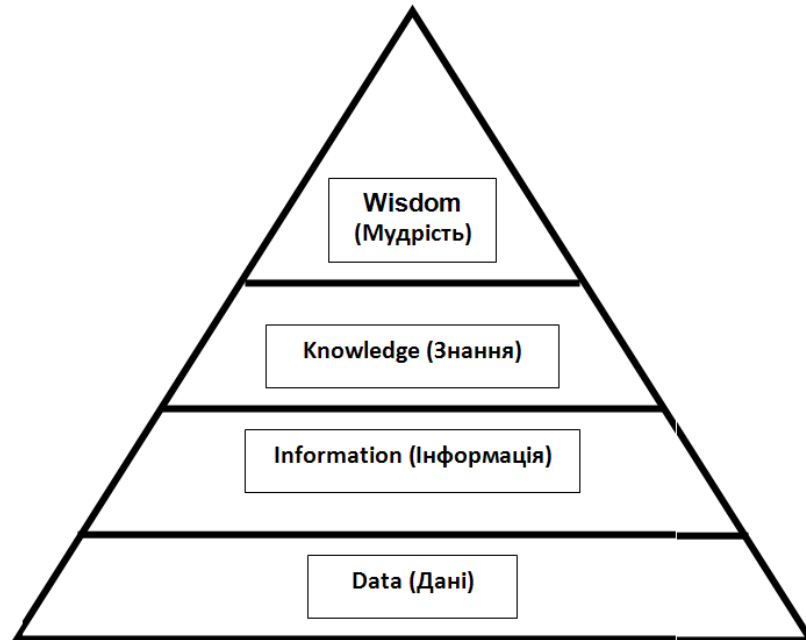 Wisdom
(Мудрість)
Knowledge (Знання)
Information (Інформація)
Data (Дані)